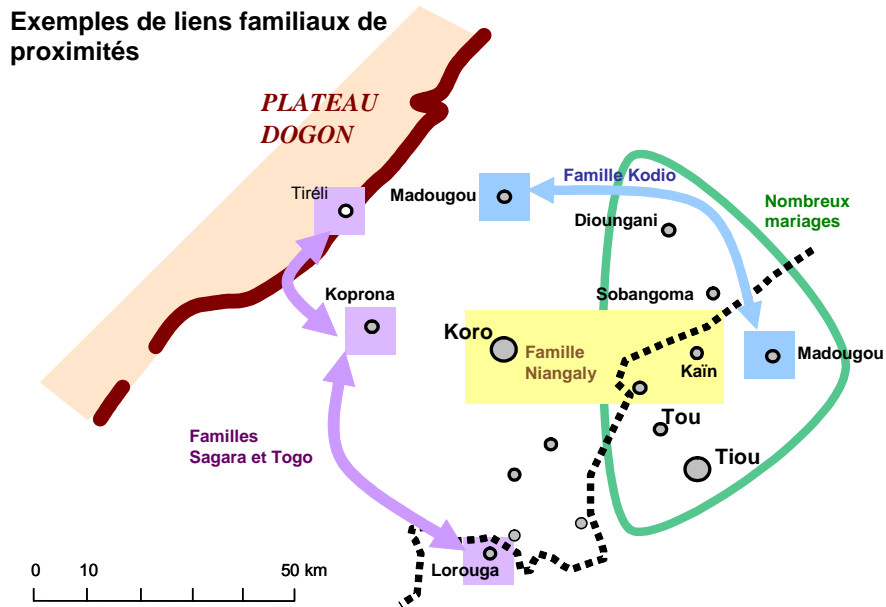 Exemples de liens familiaux de
proximités
PLATEAU
DOGON
Tiréli
Madougou
Famille Kodio
Nombreux
mariages
Dioungani
Koprona
Sobangoma
Koro
Famille
Niangaly
Kaïn
Madougou
Tou
Familles
Sagara et Togo
Tiou
Lorouga
0 10 50 km